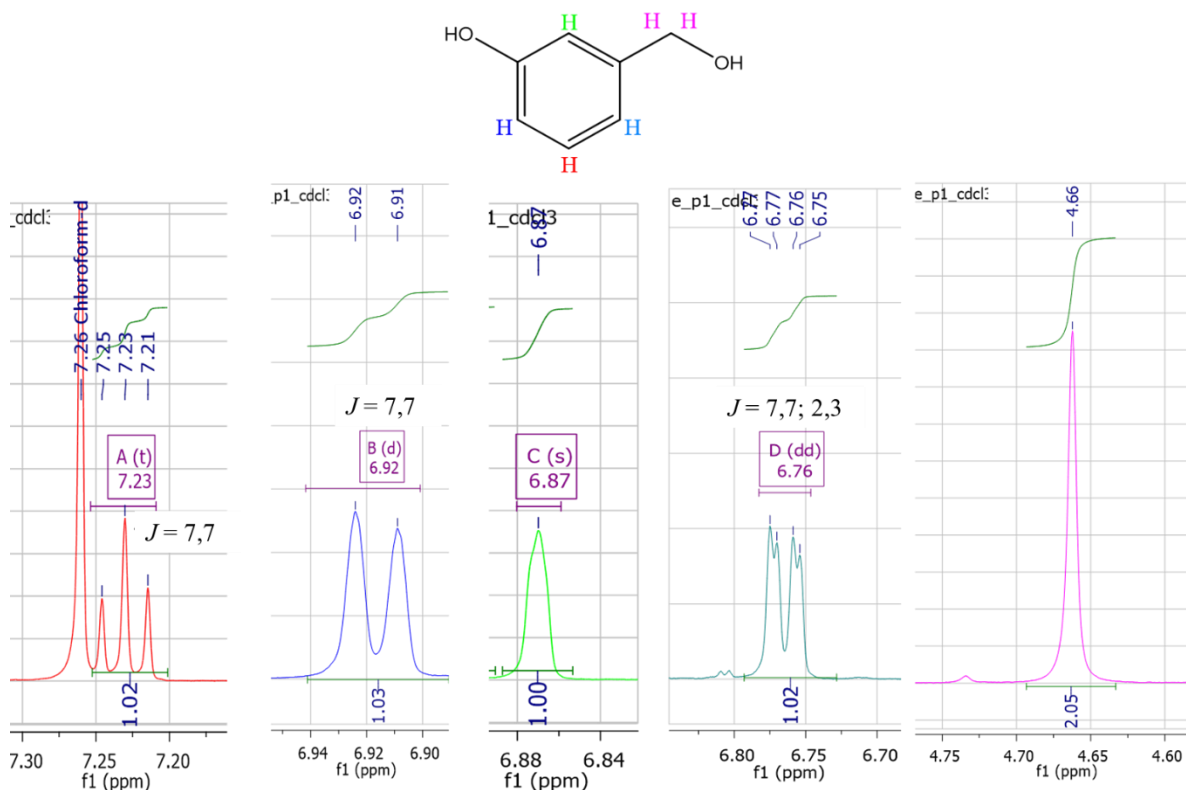 H
H H
HO
OH
H
H
H
_cdcl3
7.26 Chloroform-d
7.25
7.23
7.21
A (t)
7.23
J = 7,7
1.02
7.30
7.25
7.20
f1 (ppm)
_p1_cdcl3
6.92
6.91
J = 7,7
B (d)
6.92
1.03
6.94
6.92
6.90
f1 (ppm)
1_cdcl3
6.87
C (s)
6.87
1.00
6.88
6.84
f1 (ppm)
e_p1_cdcl3
6.77
6.77
6.76
6.75
J = 7,7; 2,3
D (dd)
6.76
1.02
6.80
6.70
f1 (ppm)
e_p1_cdcl3
4.66
2.05
4.75
4.70
4.65
4.60
f1 (ppm)